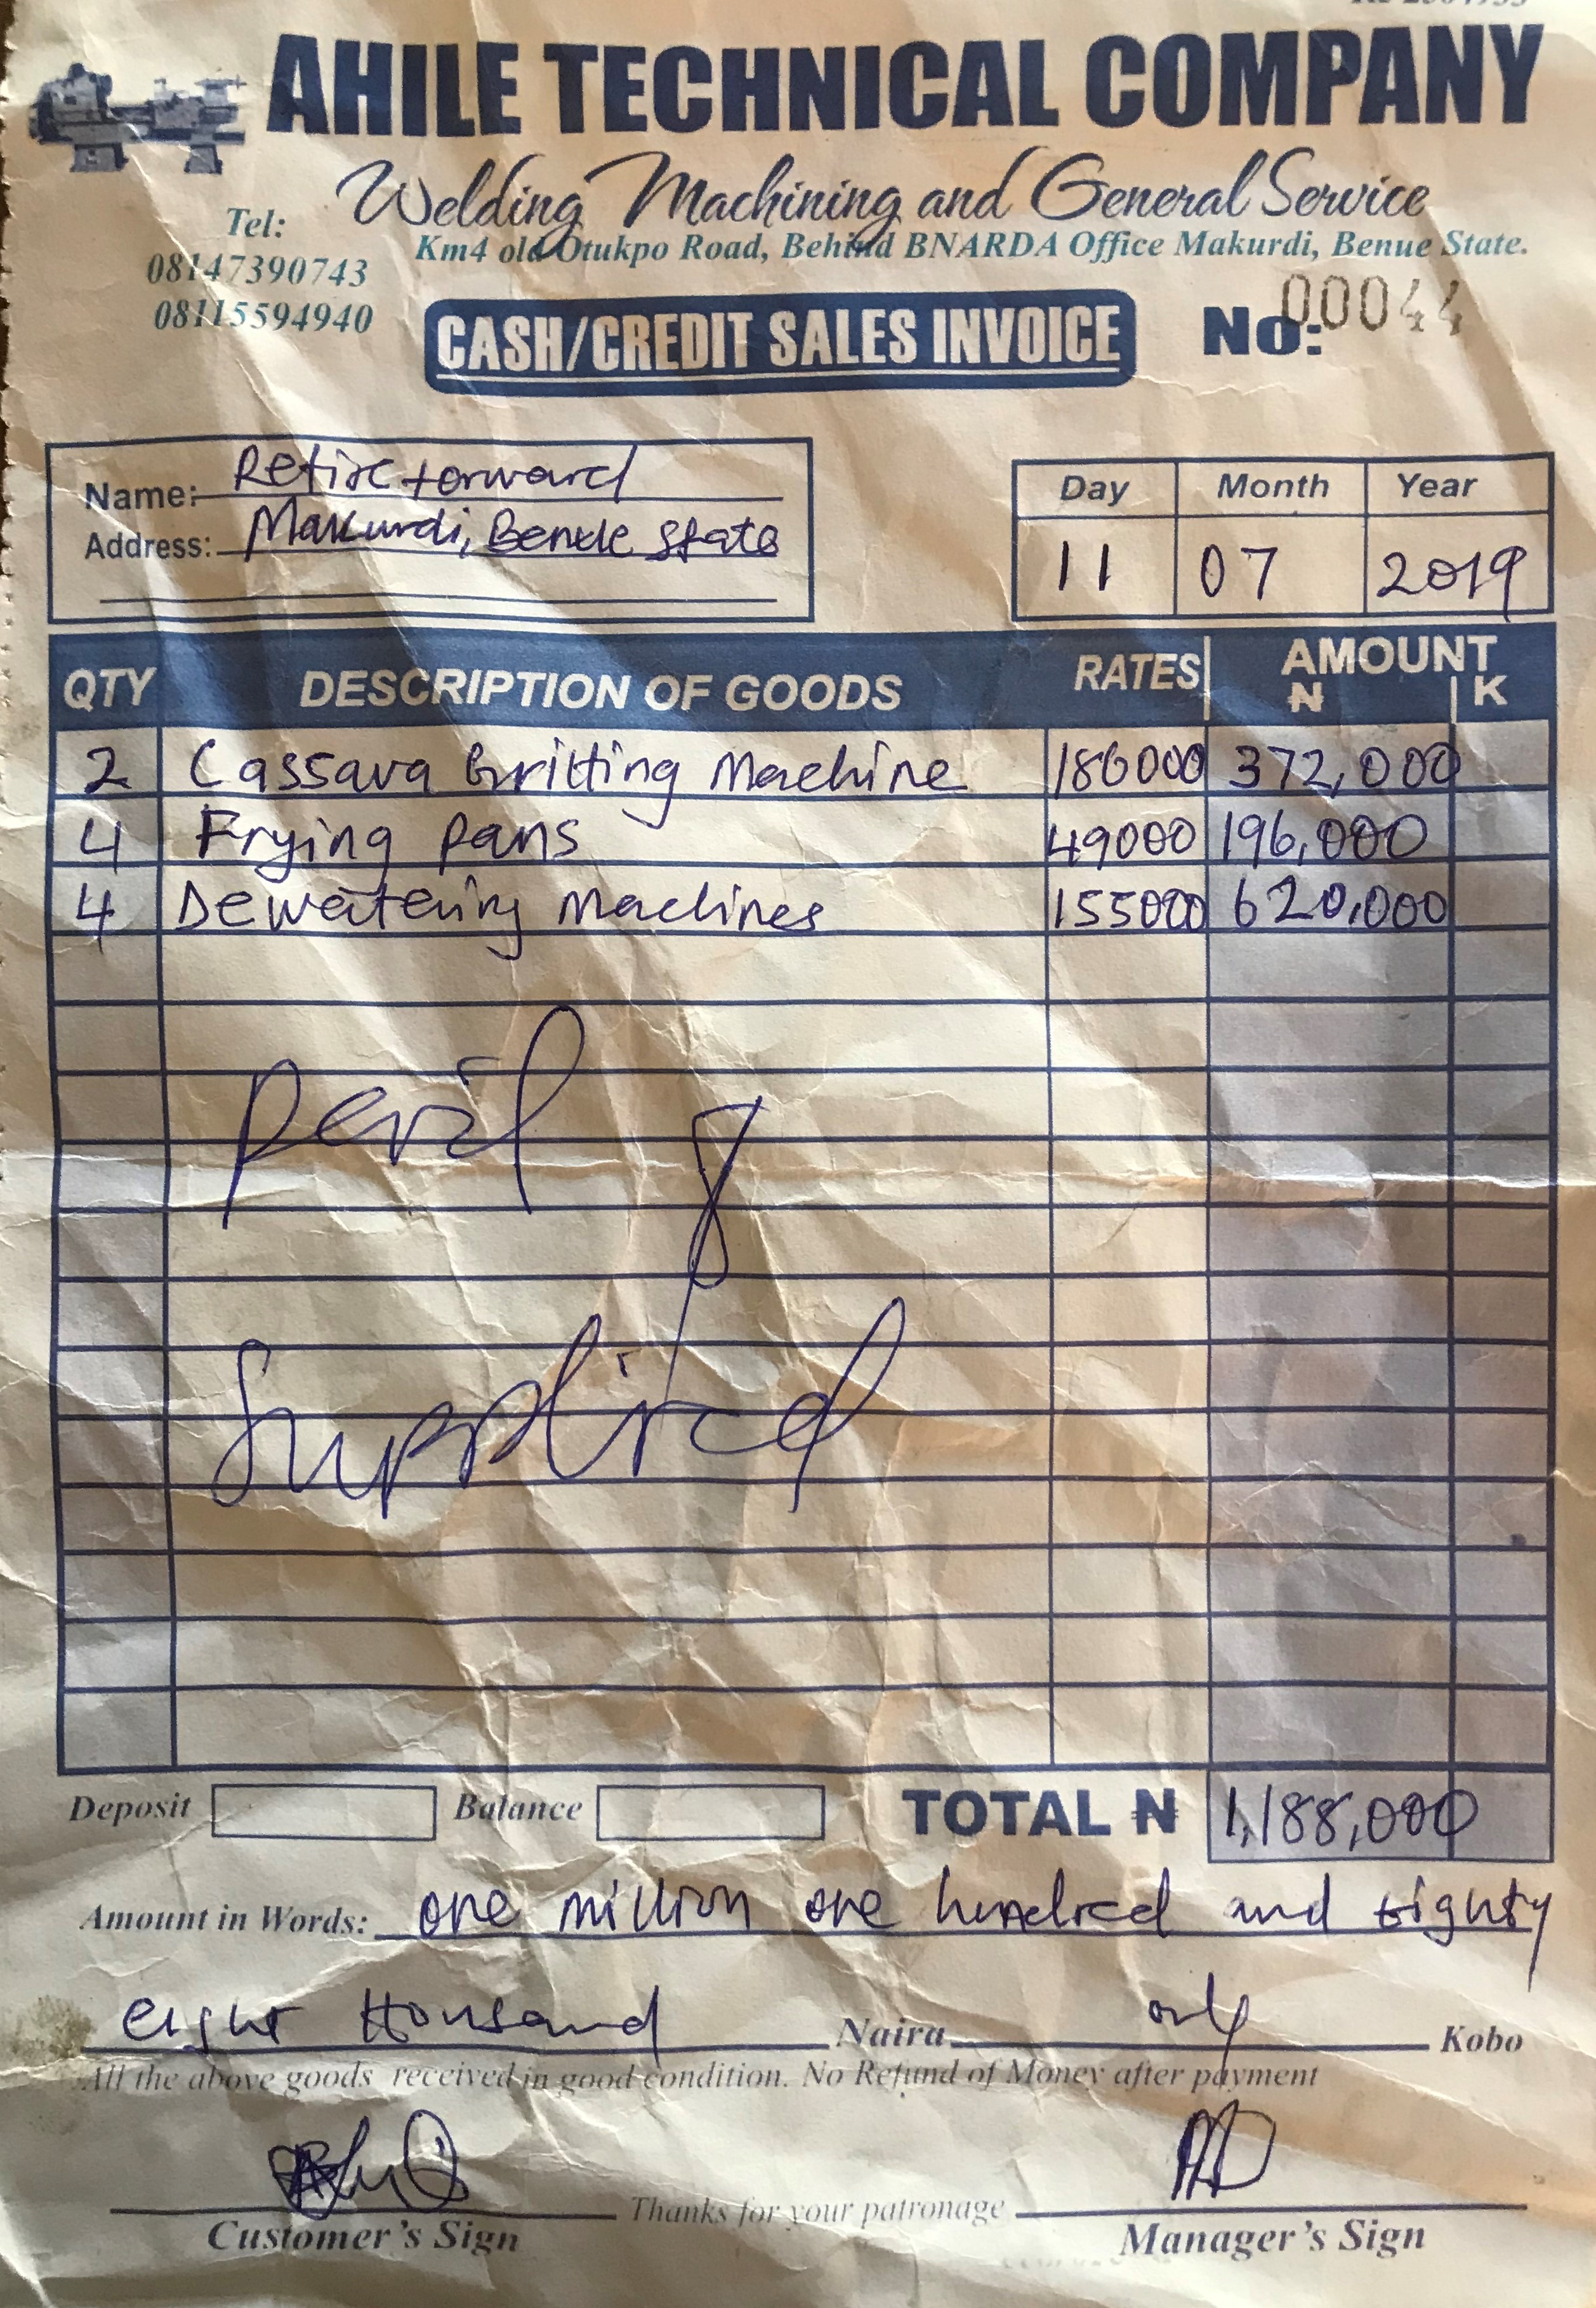 AHILE TECHNICAL COMPANY
Welding Machining and General Service
Tel:
08147390743
08115594940
Km4 old Otukpo Road, Behind BNARDA Office Makurdi, Benue State.
CASH/CREDIT SALES INVOICE
No: 00044
Name: Retire forward
Address: Makurdi, Benue State
Day Month Year
11 07 2019
QTY DESCRIPTION OF GOODS RATES AMOUNT
₦ K
2 Cassava Gritting Machine 186000 372,000
4 Frying pans 49000 196,000
4 Dewatering Machines 155000 620,000
paid
&
Supplied
Deposit Balance TOTAL ₦ 1,188,000
Amount in Words: one million one hundred and Eighty
eight thousand Naira only Kobo
All the above goods received in good condition. No Refund of Money after payment
Thanks for your patronage
Customer's Sign Manager's Sign